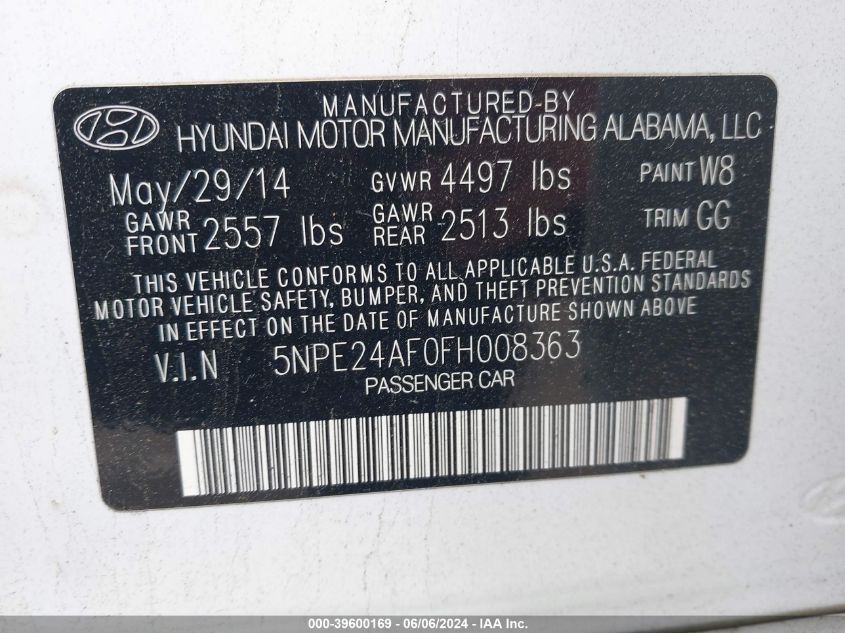 MANUFACTURED BY
HYUNDAI MOTOR MANUFACTURING ALABAMA, LLC
May/29/14 GVWR 4497 lbs PAINT W8
GAWR FRONT 2557 lbs GAWR REAR 2513 lbs TRIM GG
THIS VEHICLE CONFORMS TO ALL APPLICABLE U.S.A. FEDERAL
MOTOR VEHICLE SAFETY, BUMPER, AND THEFT PREVENTION STANDARDS
IN EFFECT ON THE DATE OF MANUFACTURE SHOWN ABOVE
V.I.N 5NPE24AF0FH008363
PASSENGER CAR
000-39600169 - 06/06/2024 - IAA Inc.